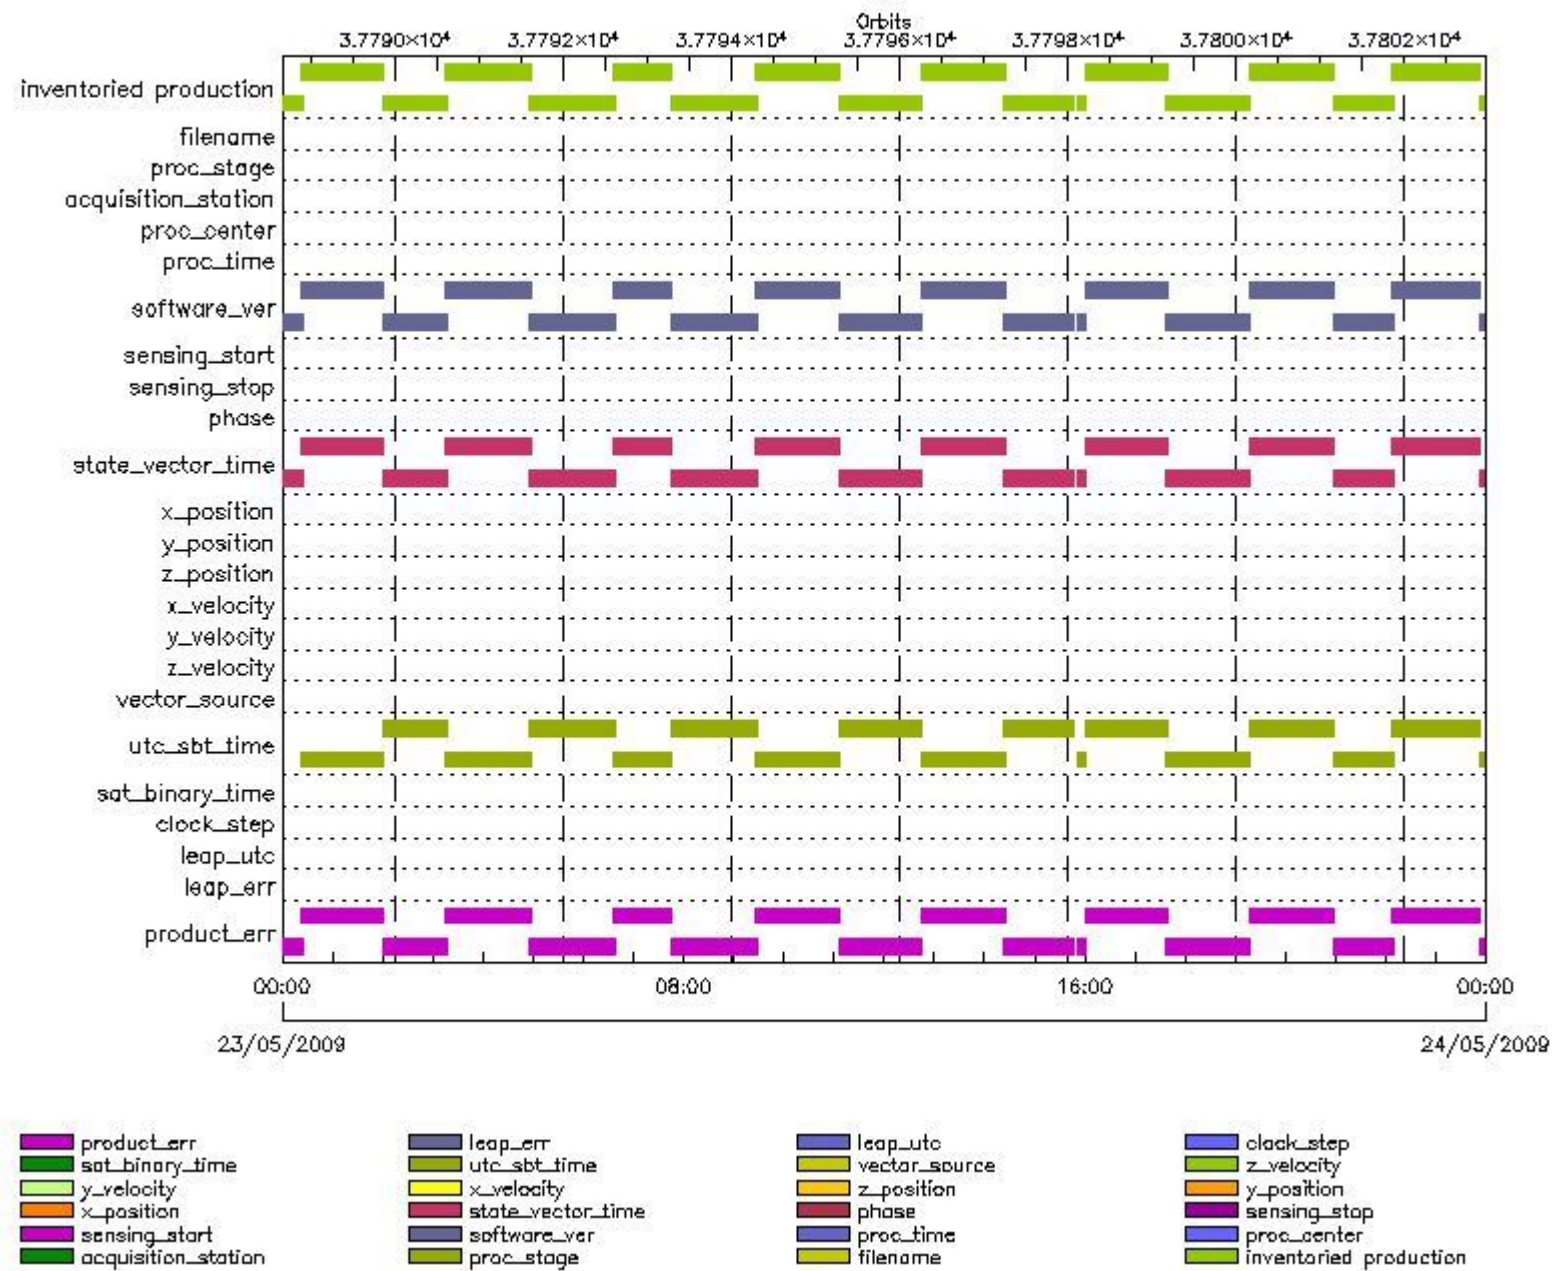 Orbits
3.7790×10⁴ 3.7792×10⁴ 3.7794×10⁴ 3.7796×10⁴ 3.7798×10⁴ 3.7800×10⁴ 3.7802×10⁴
inventoried production
filename
proc_stage
acquisition_station
proc_center
proc_time
software_ver
sensing_start
sensing_stop
phase
state_vector_time
x_position
y_position
z_position
x_velocity
y_velocity
z_velocity
vector_source
utc_sbt_time
sat_binary_time
clock_step
leap_utc
leap_err
product_err
00:00 08:00 16:00 00:00
23/05/2009 24/05/2009
product_err leap_err leap_utc clock_step
sat_binary_time utc_sbt_time vector_source z_velocity
y_velocity x_velocity z_position y_position
x_position state_vector_time phase sensing_stop
sensing_start software_ver proc_time proc_center
acquisition_station proc_stage filename inventoried production